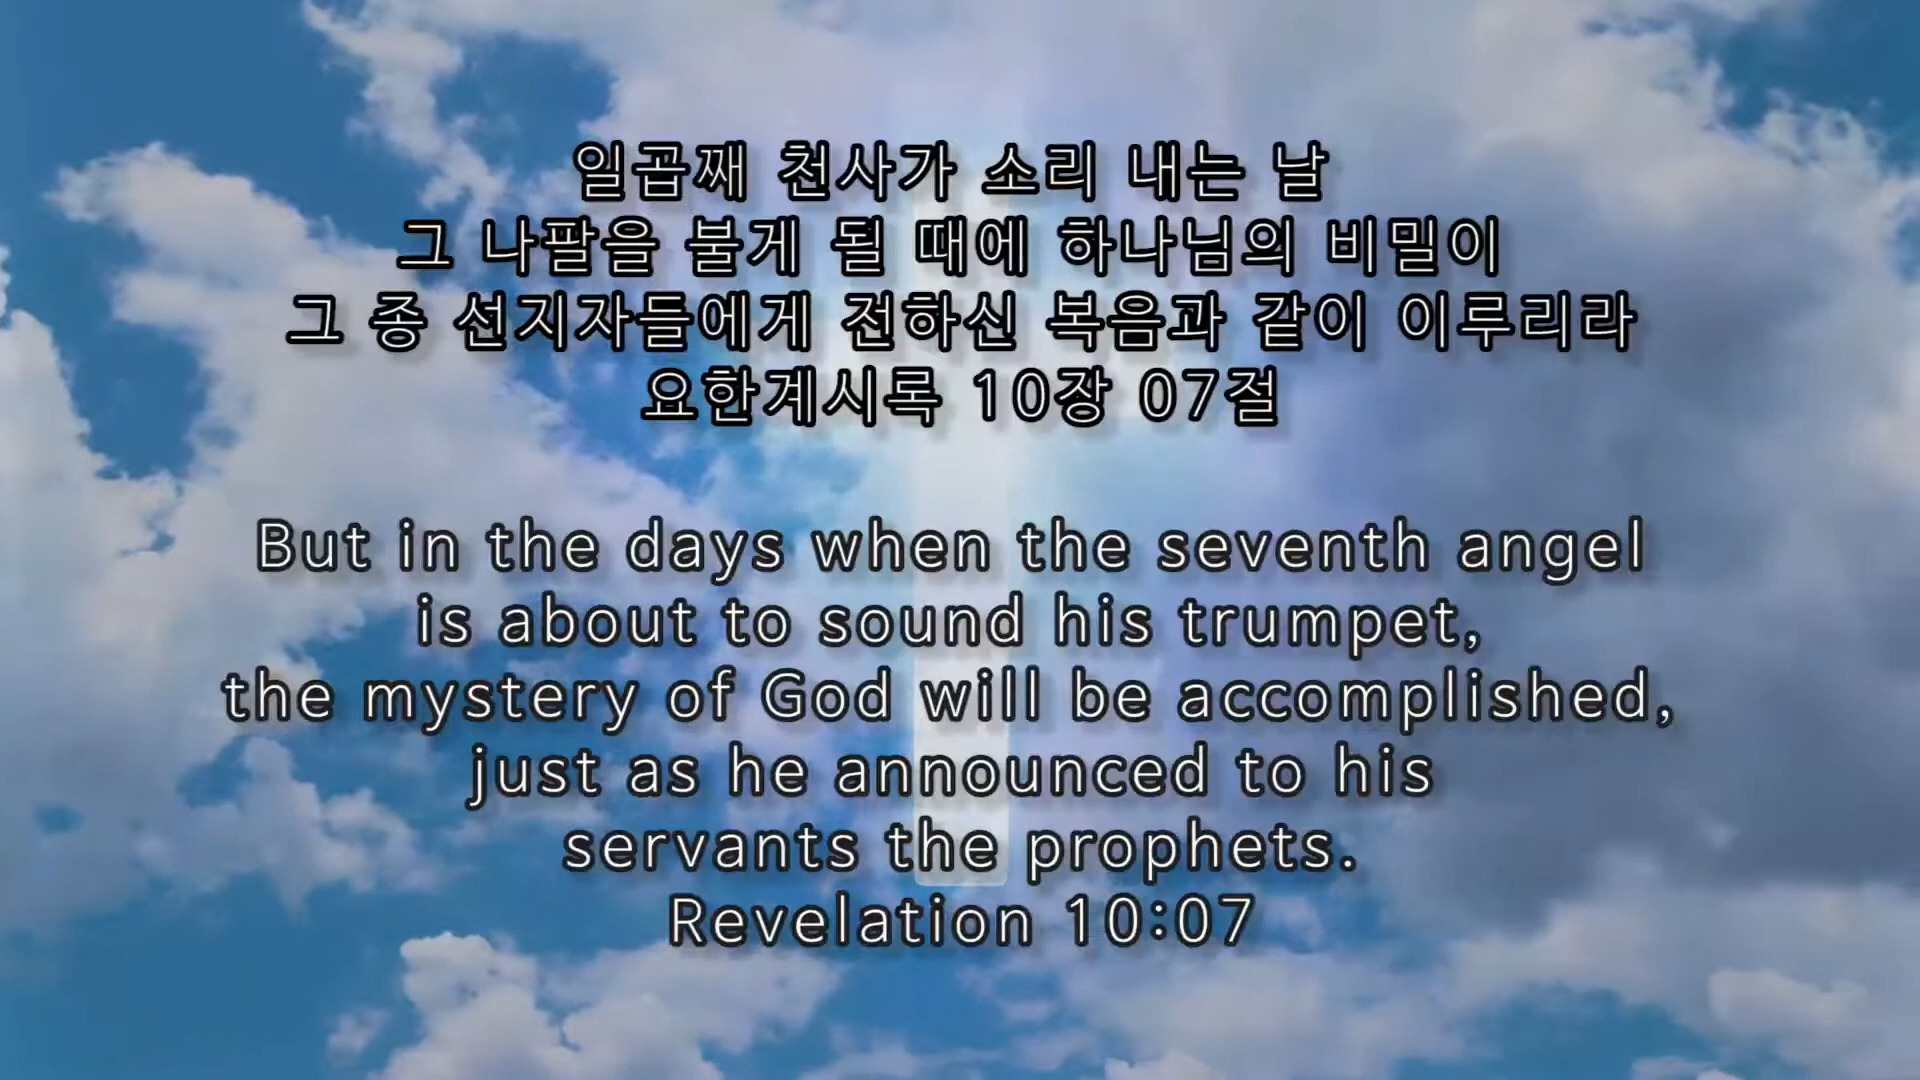 일곱째 천사가 소리 내는 날
그 나팔을 불게 될 때에 하나님의 비밀이
그 종 선지자들에게 전하신 복음과 같이 이루리라
요한계시록 10장 07절
But in the days when the seventh angel
is about to sound his trumpet,
the mystery of God will be accomplished,
just as he announced to his
servants the prophets.
Revelation 10:07